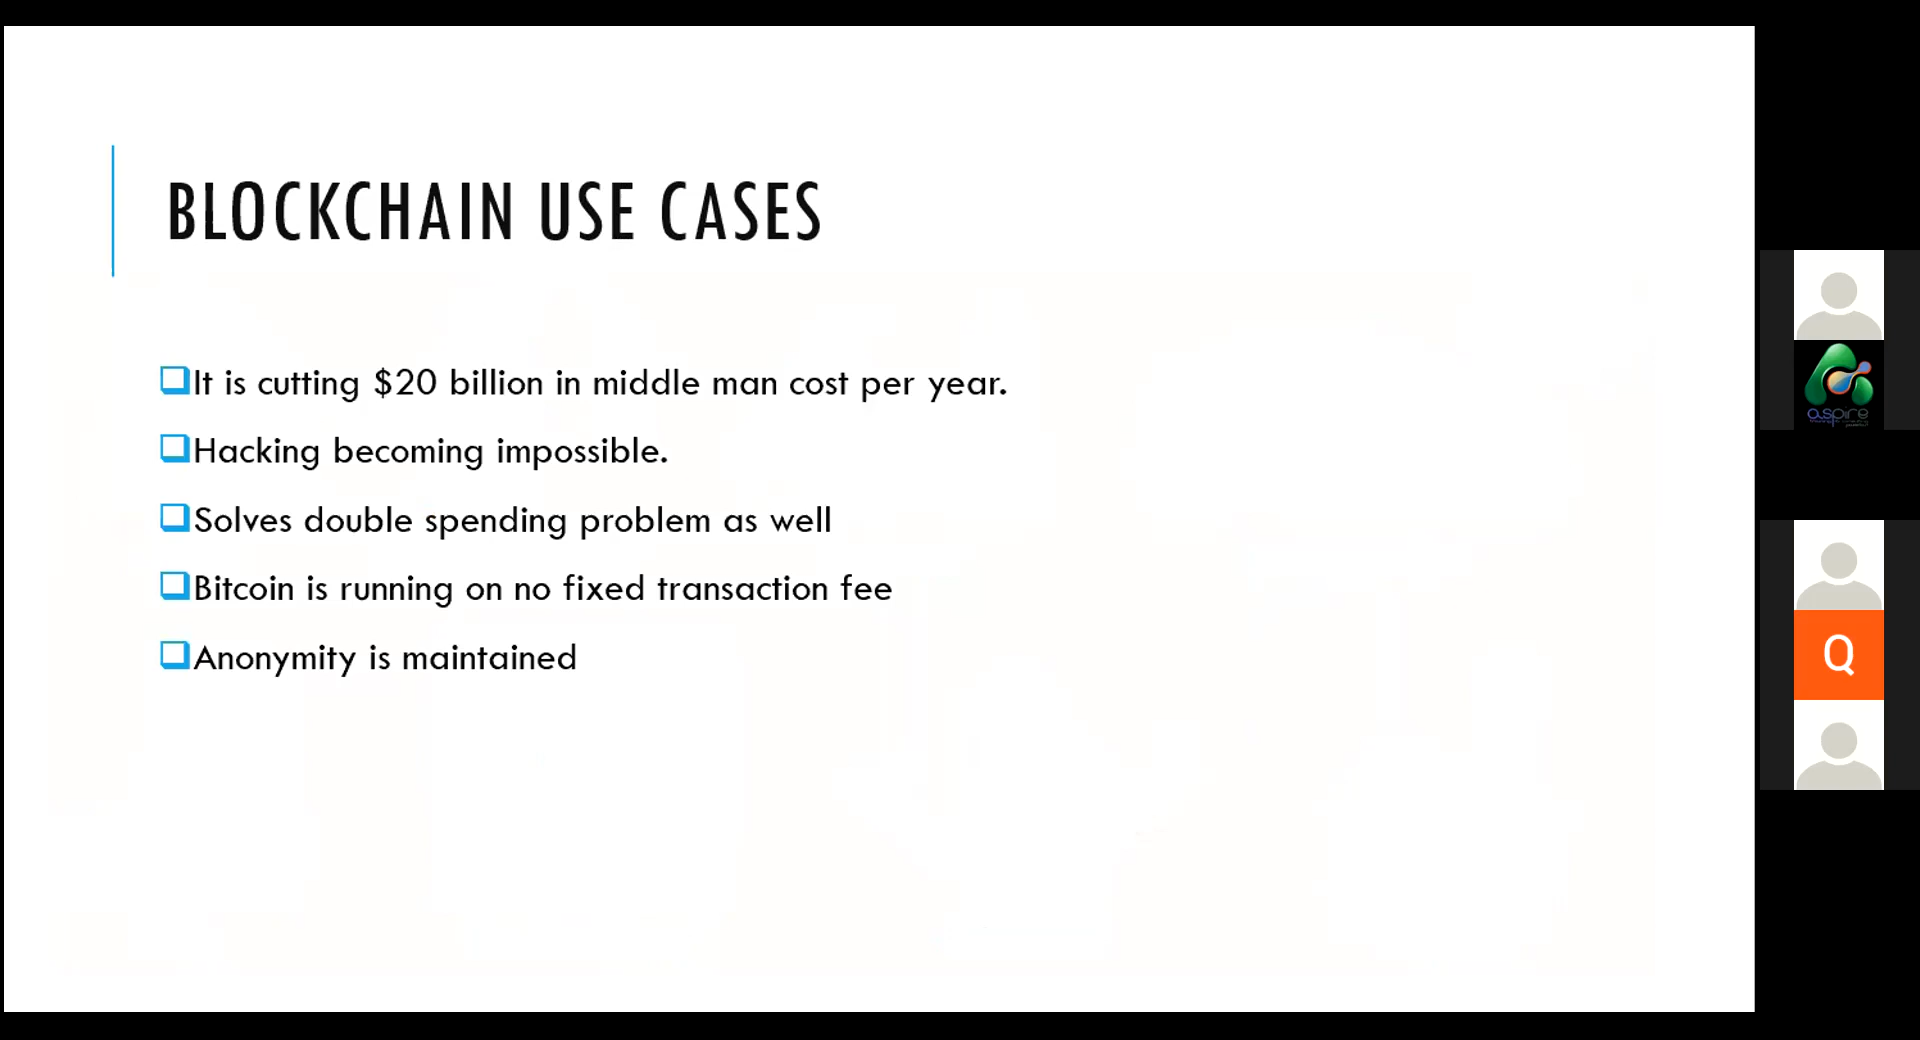 BLOCKCHAIN USE CASES
It is cutting $20 billion in middle man cost per year.
Hacking becoming impossible.
Solves double spending problem as well
Bitcoin is running on no fixed transaction fee
Anonymity is maintained
aspire
Q